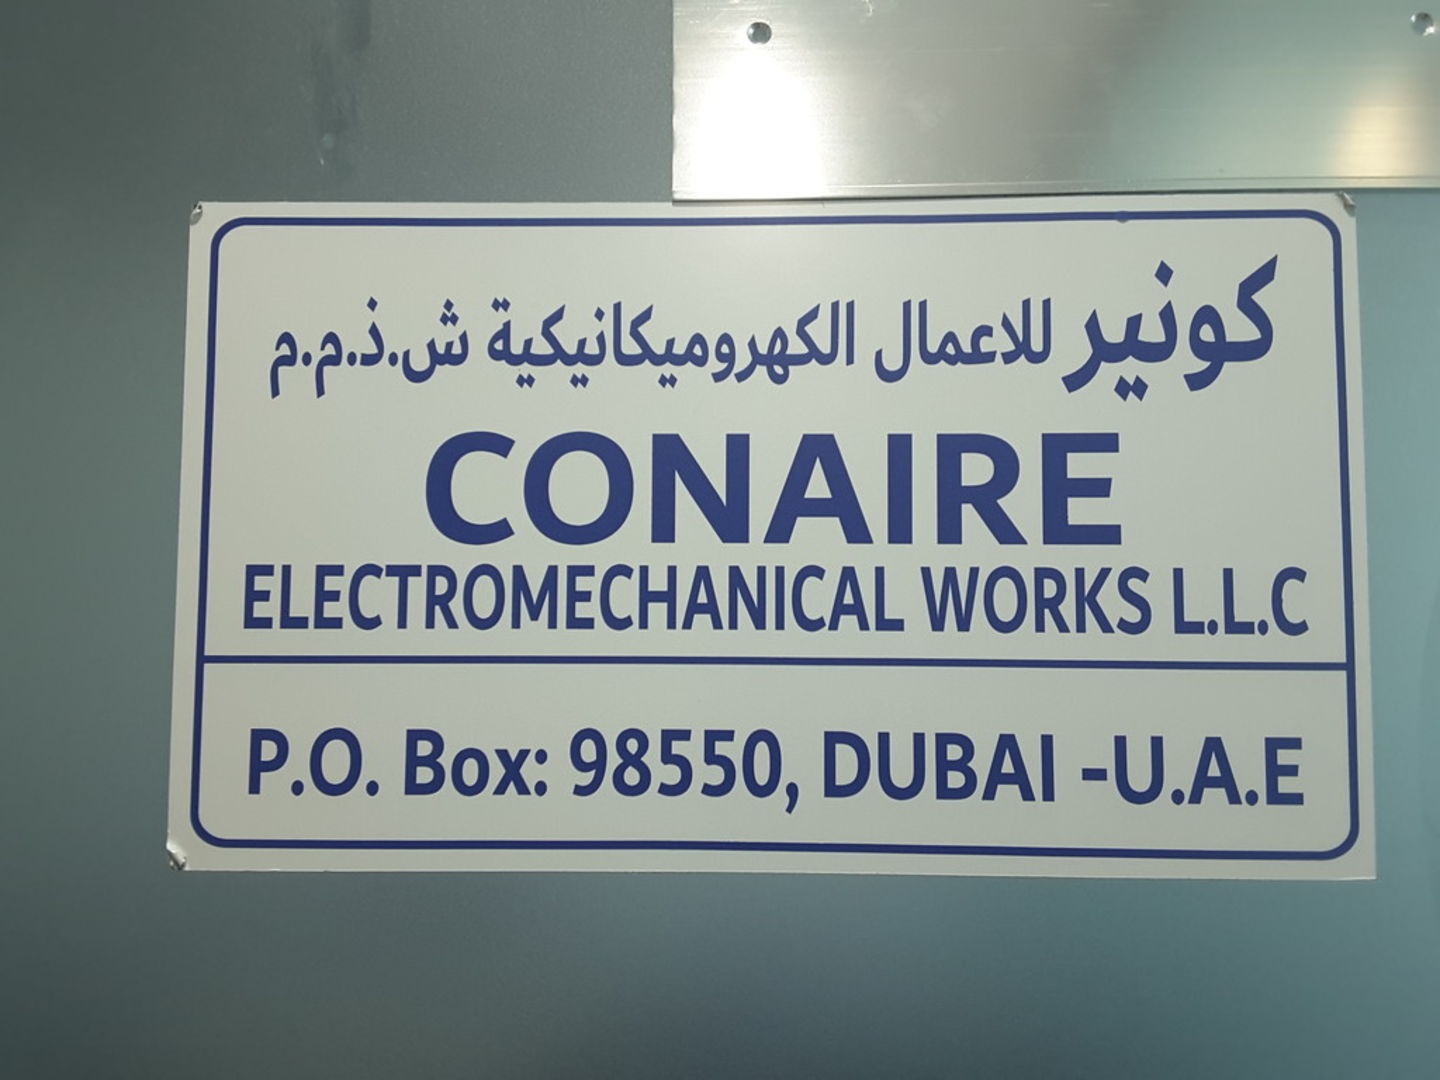 كونير للاعمال الكهروميكانيكية ش.ذ.م.م
CONAIRE
ELECTROMECHANICAL WORKS L.L.C
P.O. Box: 98550, DUBAI -U.A.E